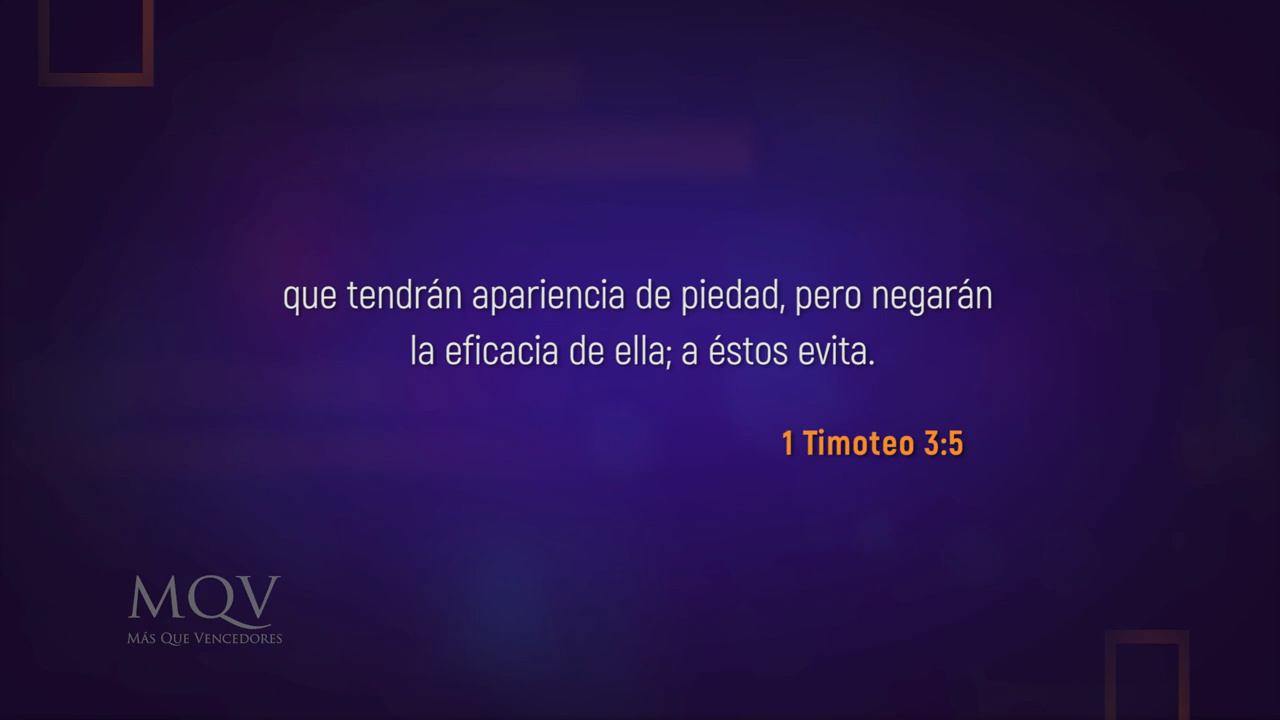 que tendrán apariencia de piedad, pero negarán
la eficacia de ella; a éstos evita.
1 Timoteo 3:5
MQV
MÁS QUE VENCEDORES